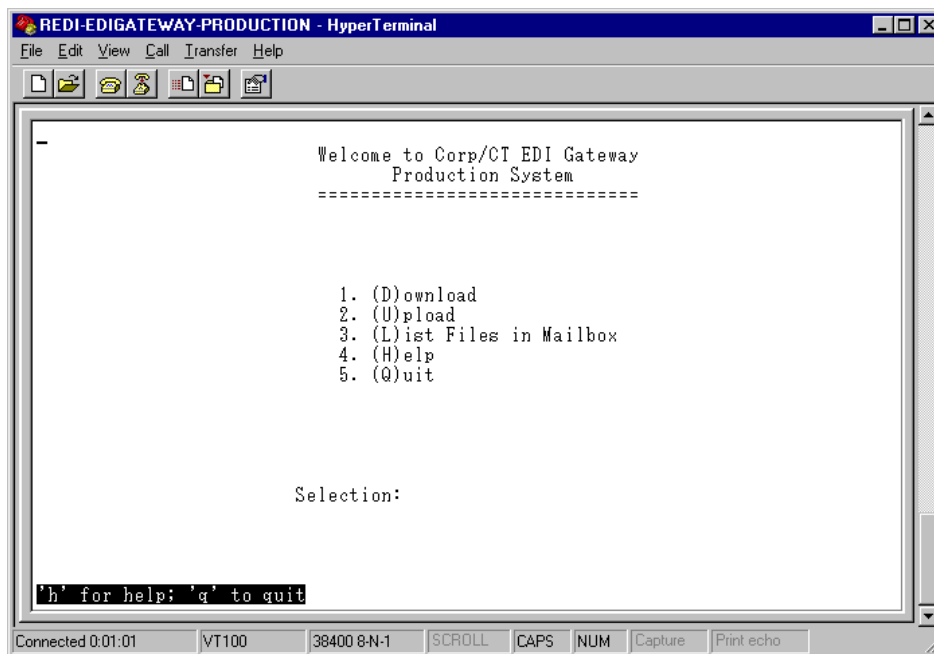 REDI-EDIGATEWAY-PRODUCTION - HyperTerminal
File Edit View Call Transfer Help
Welcome to Corp/CT EDI Gateway
Production System
==============================
1. (D)ownload
2. (U)pload
3. (L)ist Files in Mailbox
4. (H)elp
5. (Q)uit
Selection:
'h' for help; 'q' to quit
Connected 0:01:01 VT100 38400 8-N-1 SCROLL CAPS NUM Capture Print echo